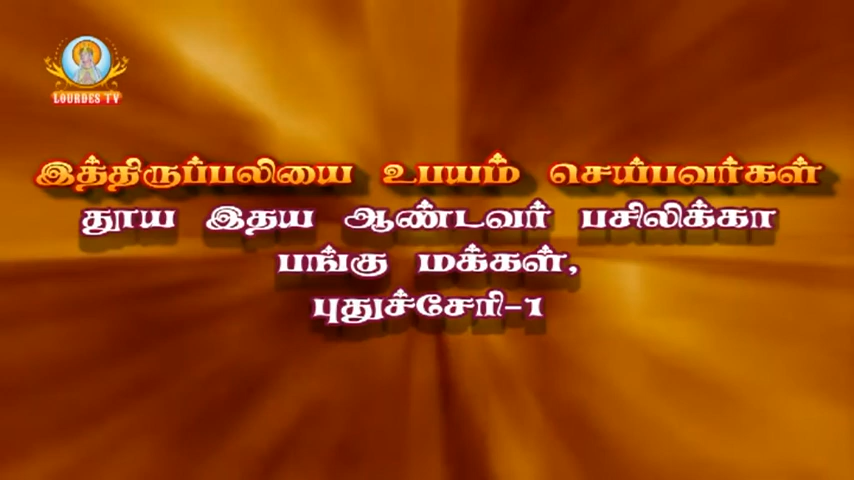 LOURDES TV
இத்திருப்பலியை உபயம் செய்பவர்கள்
தூய இதய ஆண்டவர் பசிலிக்கா
பங்கு மக்கள்,
புதுச்சேரி-1